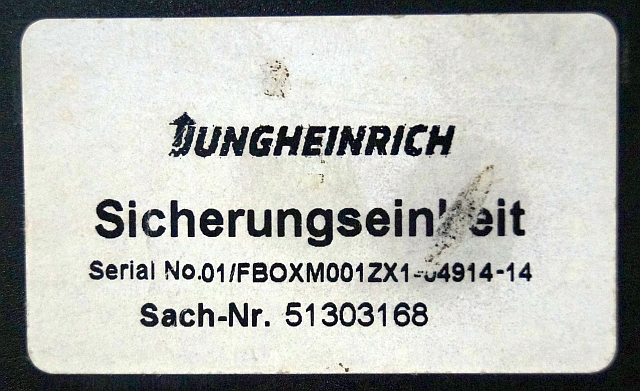 JUNGHEINRICH
Sicherungseinheit
Serial No.01/FBOXM001ZX1-04914-14
Sach-Nr. 51303168